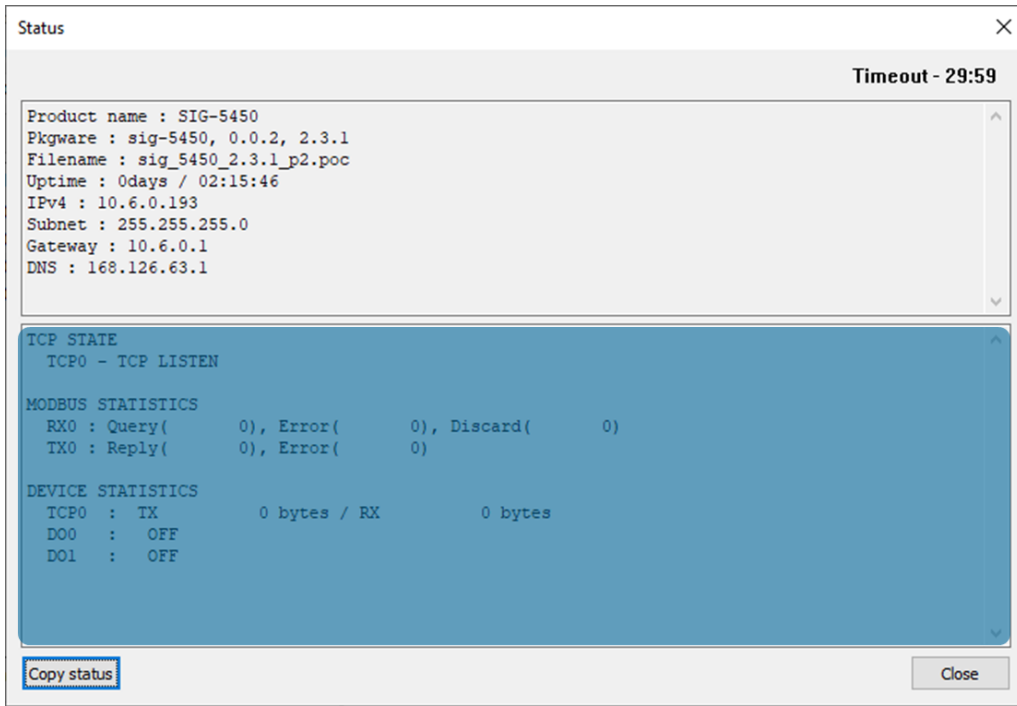 Status
Timeout - 29:59
Product name : SIG-5450
Pkgware : sig-5450, 0.0.2, 2.3.1
Filename : sig_5450_2.3.1_p2.poc
Uptime : 0days / 02:15:46
IPv4 : 10.6.0.193
Subnet : 255.255.255.0
Gateway : 10.6.0.1
DNS : 168.126.63.1
TCP STATE
TCP0 - TCP LISTEN
MODBUS STATISTICS
RX0 : Query( 0), Error( 0), Discard( 0)
TX0 : Reply( 0), Error( 0)
DEVICE STATISTICS
TCP0 : TX 0 bytes / RX 0 bytes
DO0 : OFF
DO1 : OFF
Copy status Close